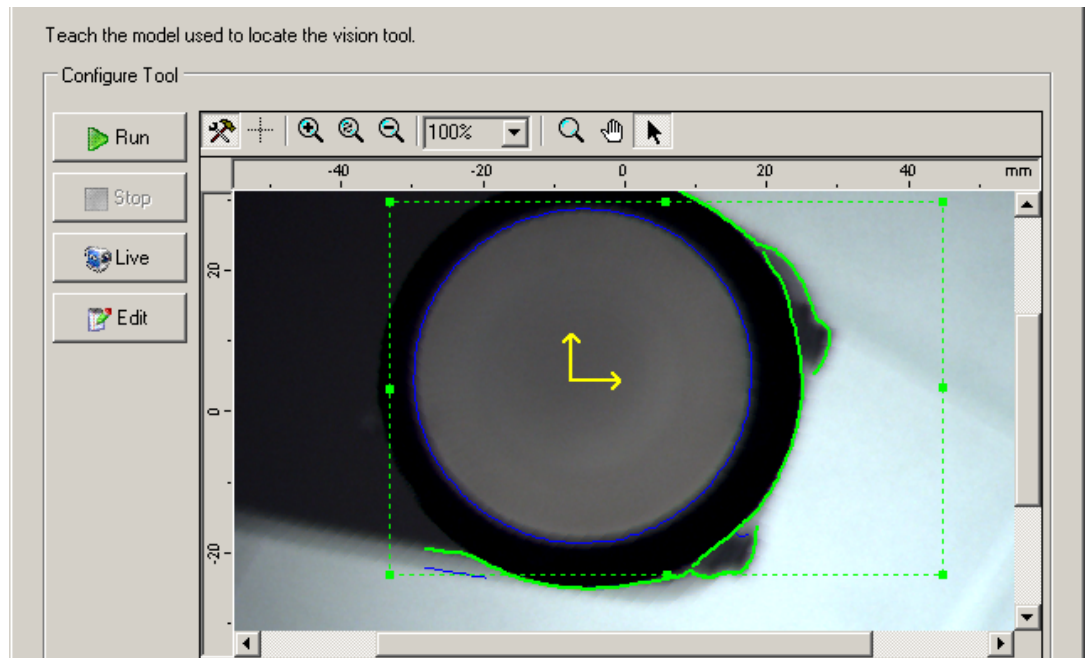 Teach the model used to locate the vision tool.
Configure Tool
Run
100%
-40 -20 0 20 40 mm
Stop
Live
20
Edit
0
-20